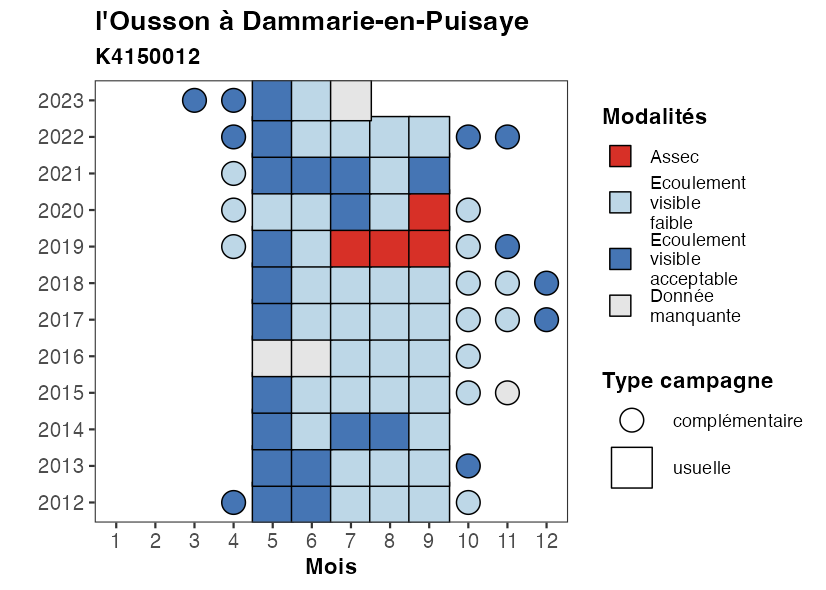 l'Ousson à Dammarie-en-Puisaye
K4150012
2023
2022
2021
2020
2019
2018
2017
2016
2015
2014
2013
2012
1 2 3 4 5 6 7 8 9 10 11 12
Mois
Modalités
Assec
Ecoulement
visible
faible
Ecoulement
visible
acceptable
Donnée
manquante
Type campagne
complémentaire
usuelle